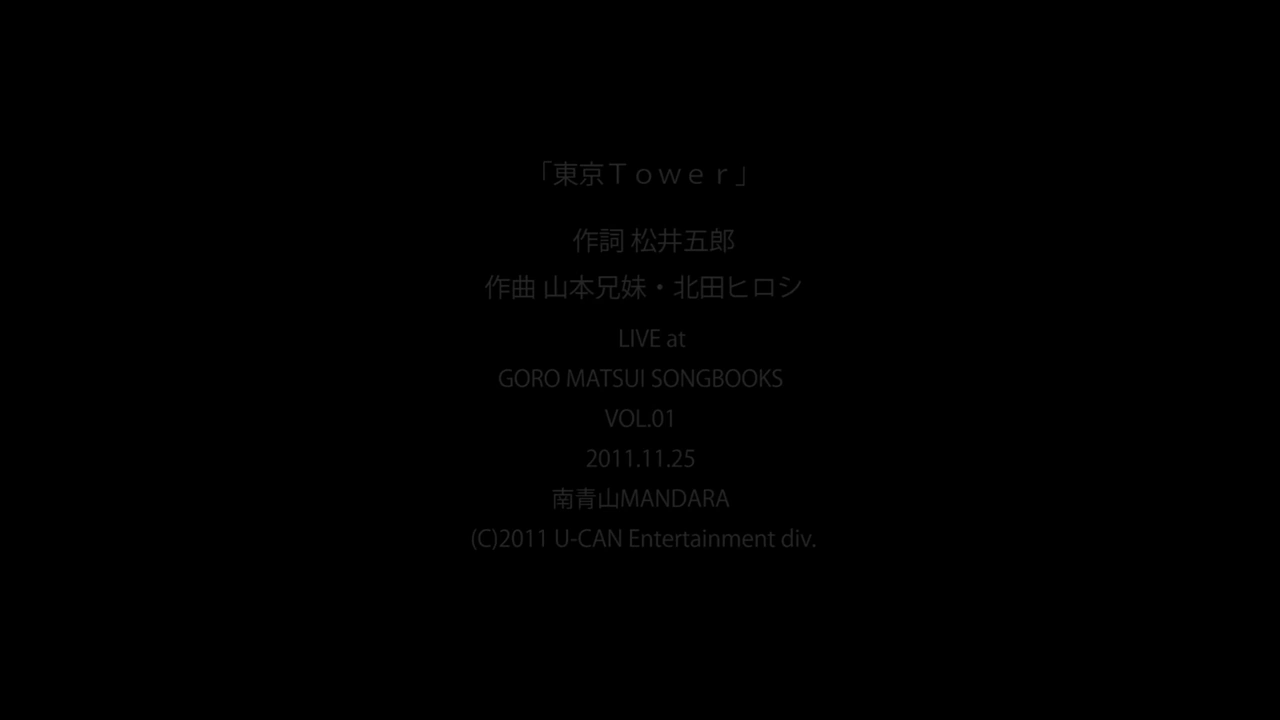 「東京Ｔｏｗｅｒ」
作詞 松井五郎
作曲 山本兄妹・北田ヒロシ
LIVE at
GORO MATSUI SONGBOOKS
VOL.01
2011.11.25
南青山MANDARA
(C)2011 U-CAN Entertainment div.